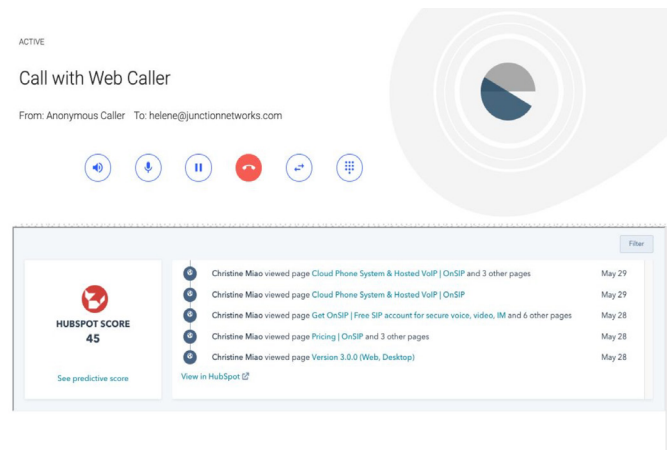 ACTIVE
Call with Web Caller
From: Anonymous Caller To: helene@junctionnetworks.com
Filter
HUBSPOT SCORE
45
See predictive score
Christine Miao viewed page Cloud Phone System & Hosted VoIP | OnSIP and 3 other pages May 29
Christine Miao viewed page Cloud Phone System & Hosted VoIP | OnSIP May 29
Christine Miao viewed page Get OnSIP | Free SIP account for secure voice, video, IM and 6 other pages May 28
Christine Miao viewed page Pricing | OnSIP and 3 other pages May 28
Christine Miao viewed page Version 3.0.0 (Web, Desktop) May 28
View in HubSpot